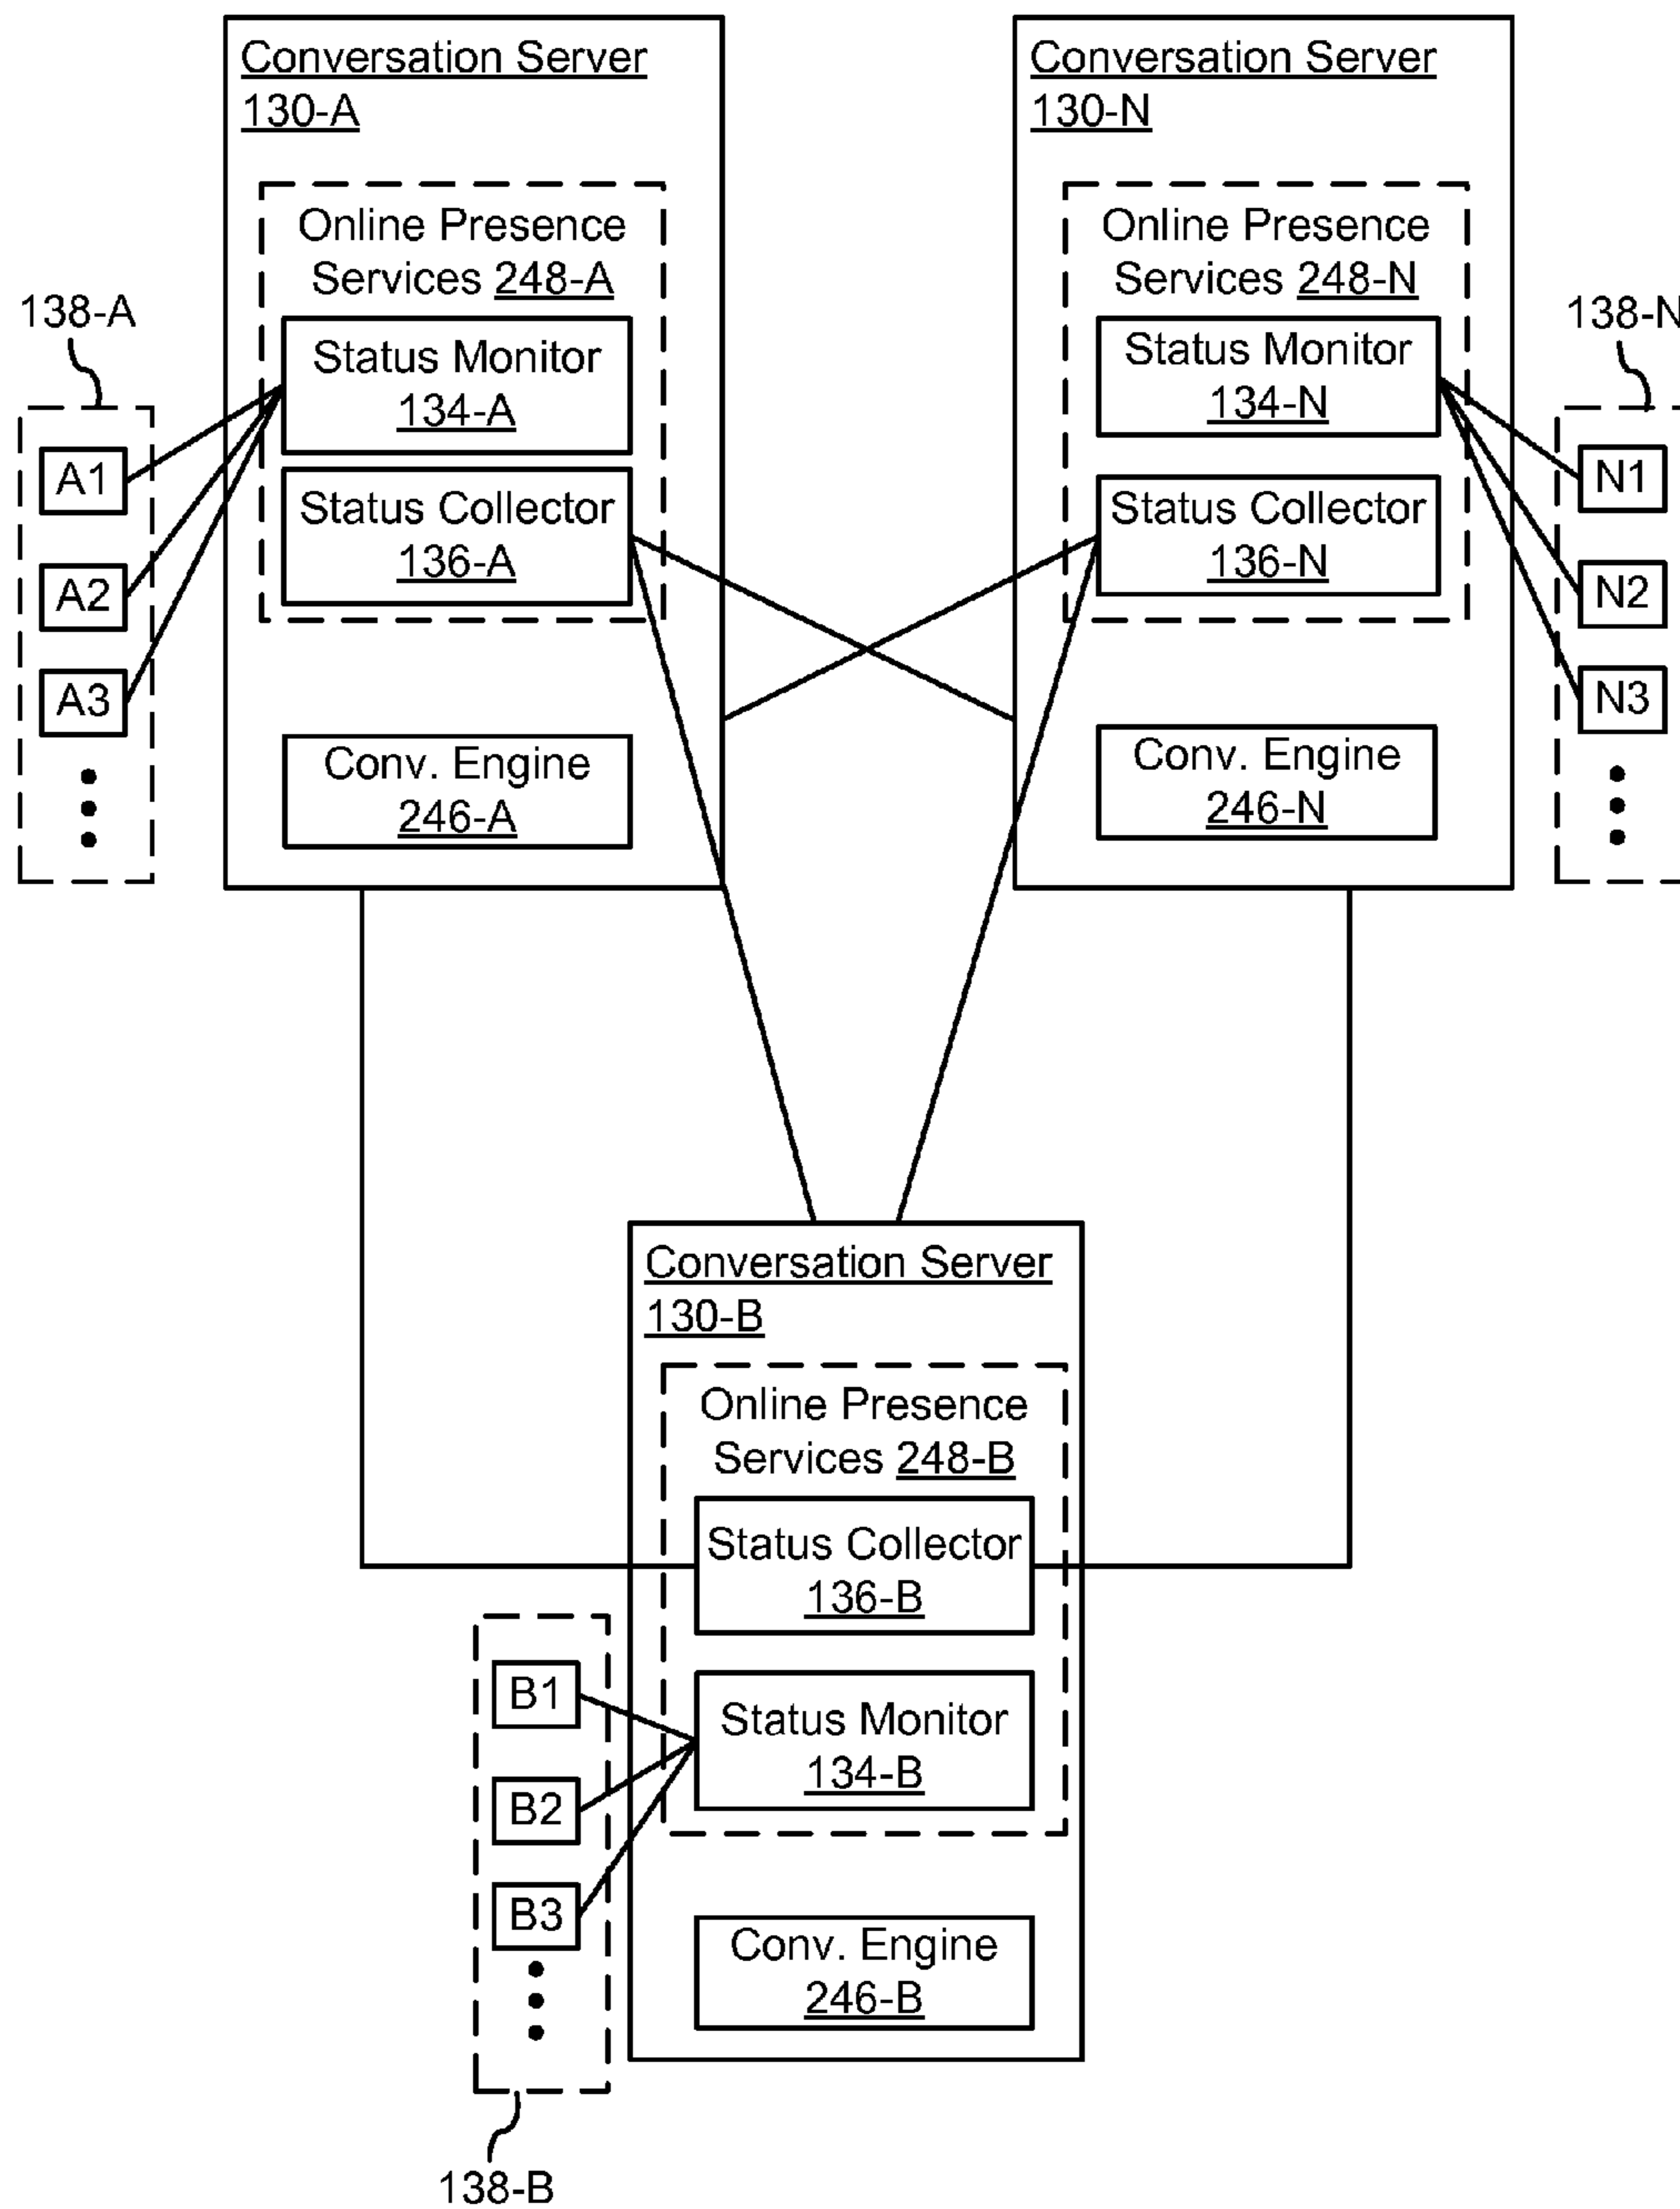 Conversation Server
130-A
Online Presence
Services 248-A
Status Monitor
134-A
Status Collector
136-A
Conv. Engine
246-A
138-A
A1
A2
A3
Conversation Server
130-N
Online Presence
Services 248-N
Status Monitor
134-N
Status Collector
136-N
Conv. Engine
246-N
138-N
N1
N2
N3
Conversation Server
130-B
Online Presence
Services 248-B
Status Collector
136-B
Status Monitor
134-B
Conv. Engine
246-B
B1
B2
B3
138-B